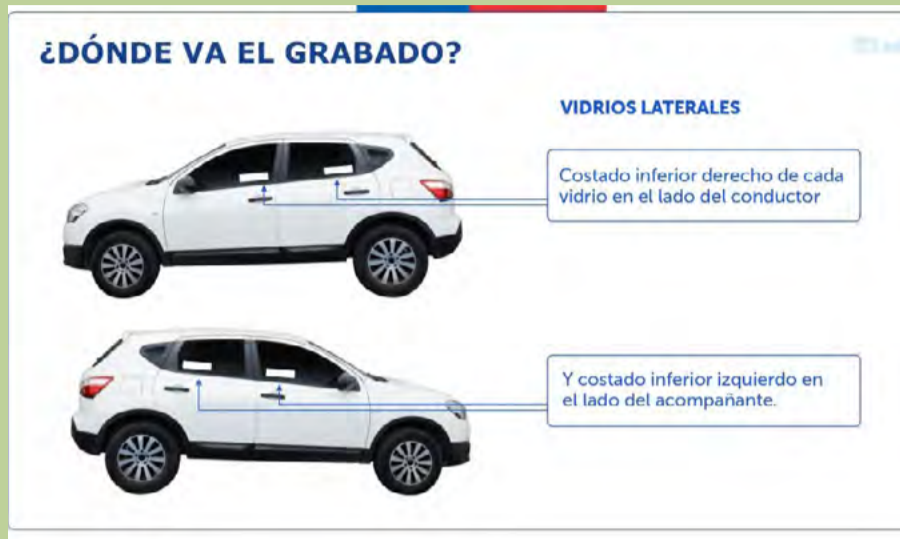 ¿DÓNDE VA EL GRABADO?
VIDRIOS LATERALES
Costado inferior derecho de cada
vidrio en el lado del conductor
Y costado inferior izquierdo en
el lado del acompañante.